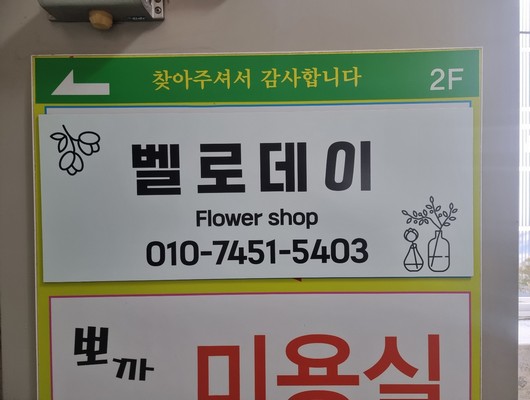 찾아주셔서 감사합니다 2F
벨로데이
Flower shop
010-7451-5403
뽀까
미용실